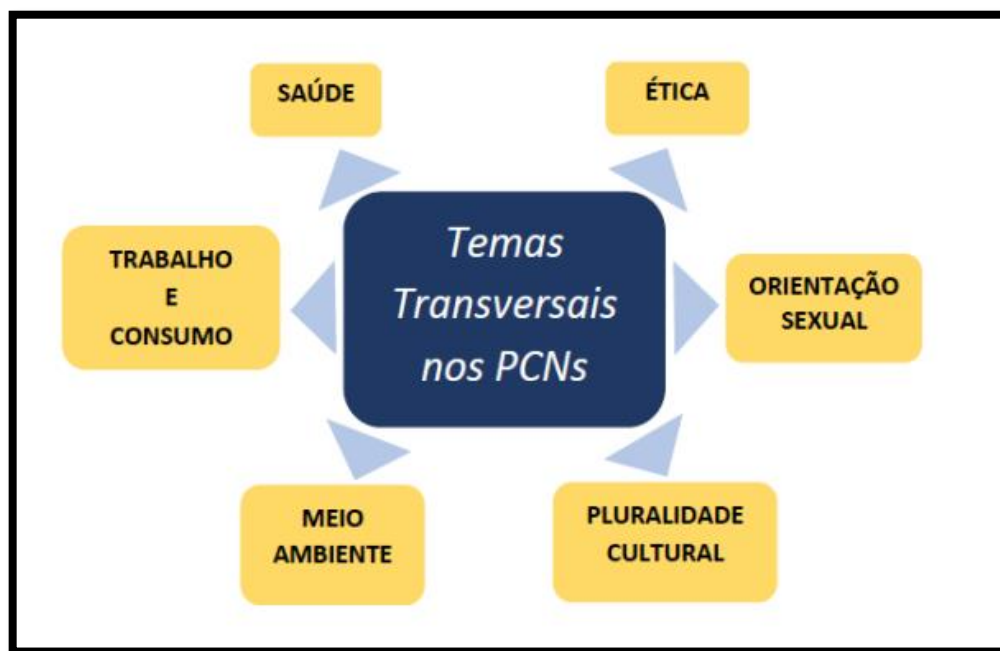 SAÚDE
ÉTICA
Temas
Transversais
nos PCNs
TRABALHO
E
CONSUMO
ORIENTAÇÃO
SEXUAL
MEIO
AMBIENTE
PLURALIDADE
CULTURAL